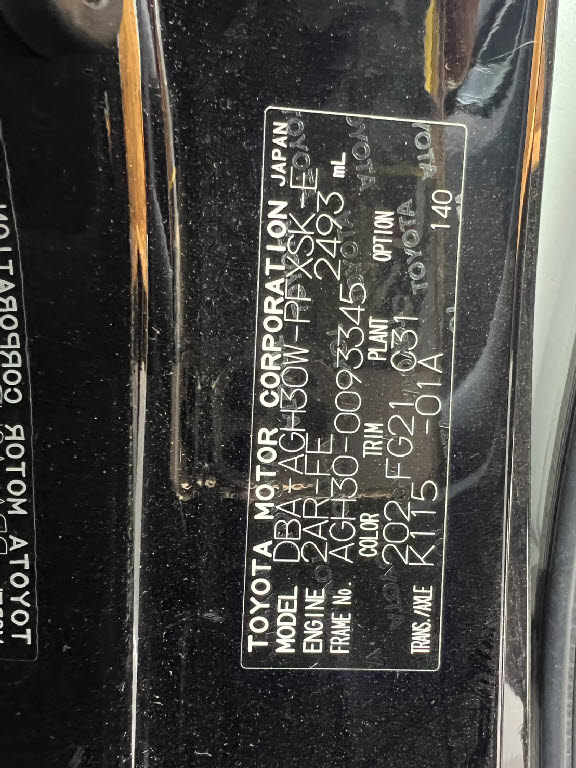 TOYOTA MOTOR CORPORATION JAPAN
MODEL DBA-AGH30W-PFXSK-E
ENGINE 2AR-FE 2493 mL
FRAME No. AGH30-0093345
COLOR TRIM PLANT OPTION
202 FG21 C31 140
TRANS./AXLE K115 -01A